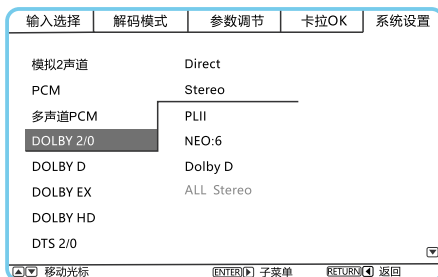 输入选择 解码模式 参数调节 卡拉OK 系统设置
模拟2声道 Direct
PCM Stereo
多声道PCM PLII
DOLBY 2/0 NEO:6
DOLBY D Dolby D
DOLBY EX ALL Stereo
DOLBY HD
DTS 2/0
移动光标 ENTER 子菜单 RETURN 返回